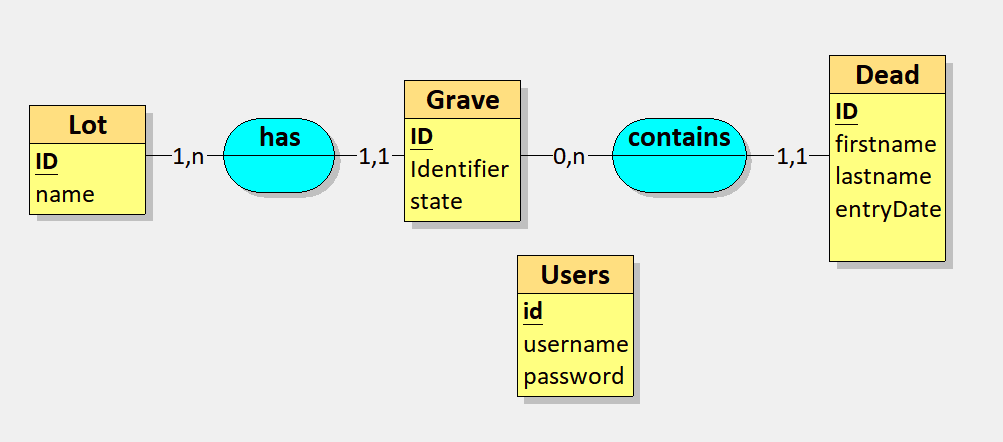 Lot
ID
name
1,n
has
1,1
Grave
ID
Identifier
state
0,n
contains
1,1
Dead
ID
firstname
lastname
entryDate
Users
id
username
password